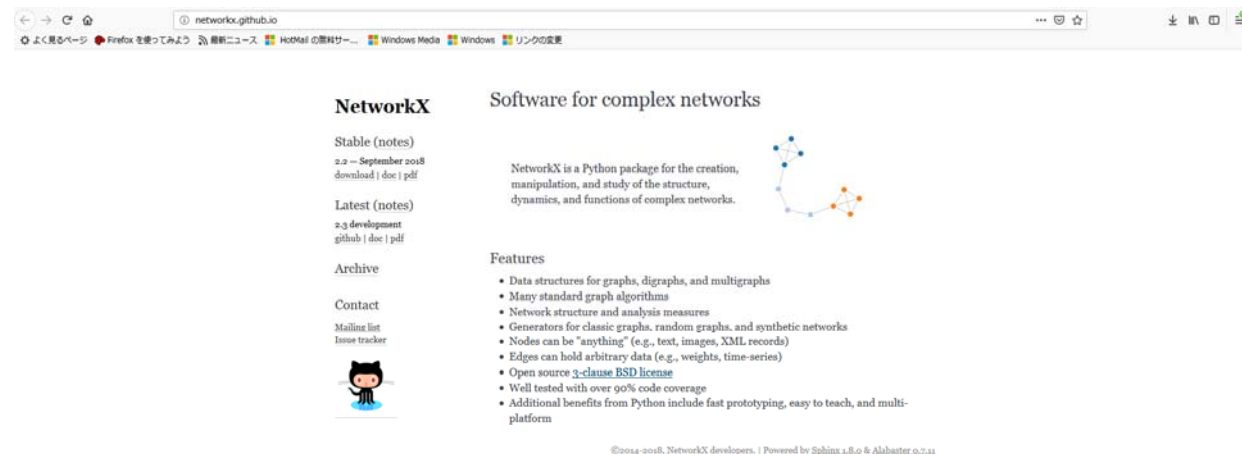 networkx.github.io
よく見るページ Firefox を使ってみよう 最新ニュース HotMail の無料サー... Windows Media Windows リンクの変更
NetworkX
Stable (notes)
2.2 — September 2018
download | doc | pdf
Latest (notes)
2.3 development
github | doc | pdf
Archive
Contact
Mailing list
Issue tracker
Software for complex networks
NetworkX is a Python package for the creation,
manipulation, and study of the structure,
dynamics, and functions of complex networks.
Features
• Data structures for graphs, digraphs, and multigraphs
• Many standard graph algorithms
• Network structure and analysis measures
• Generators for classic graphs, random graphs, and synthetic networks
• Nodes can be "anything" (e.g., text, images, XML records)
• Edges can hold arbitrary data (e.g., weights, time-series)
• Open source 3-clause BSD license
• Well tested with over 90% code coverage
• Additional benefits from Python include fast prototyping, easy to teach, and multi-
platform
©2014-2018, NetworkX developers. | Powered by Sphinx 1.8.0 & Alabaster 0.7.11